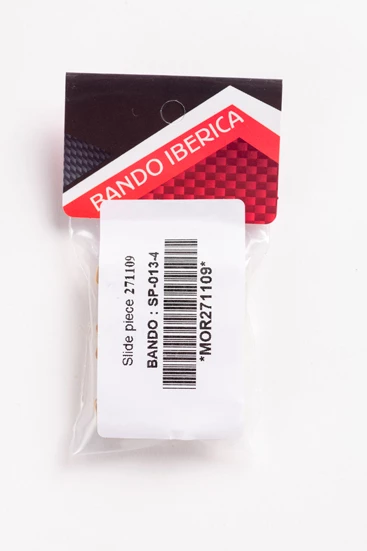 BANDO IBERICA
Slide piece 271109
BANDO : SP-013-4
*MOR271109*